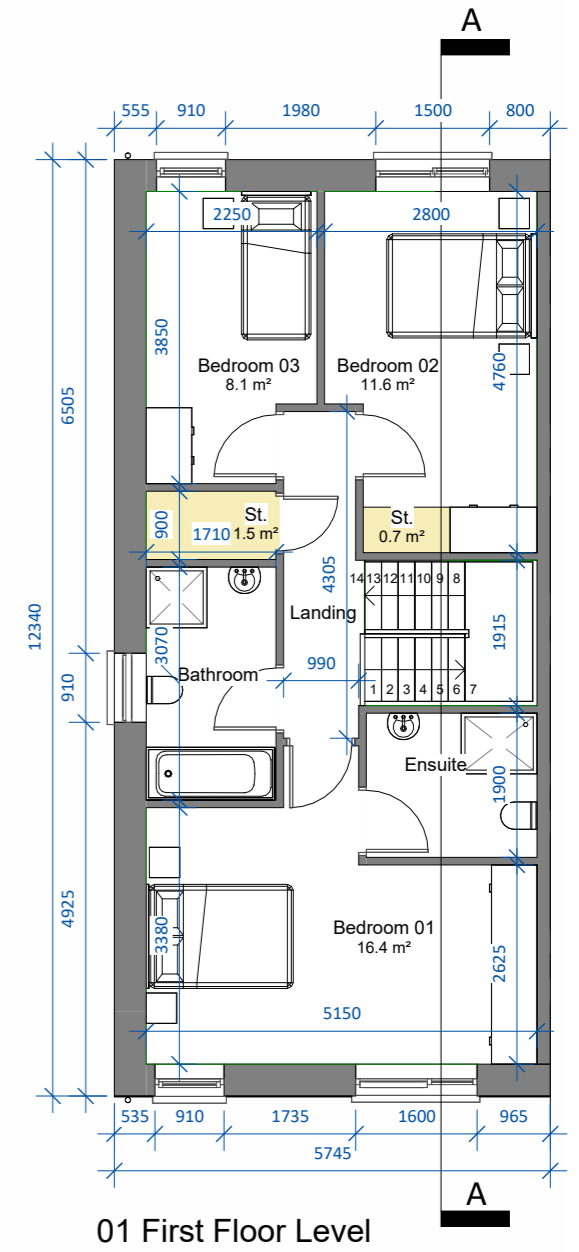 A
555 910 1980 1500 800
2250 2800
3850
4760
Bedroom 03 Bedroom 02
8.1 m² 11.6 m²
6505
900
St. St.
1710 1.5 m² 0.7 m²
4305
14 13 12 11 10 9 8
Landing
12340
1915
3070
910
Bathroom 990
1 2 3 4 5 6 7
Ensuite
1900
4925
3380
Bedroom 01
16.4 m²
2625
5150
535 910 1735 1600 965
5745
A
01 First Floor Level